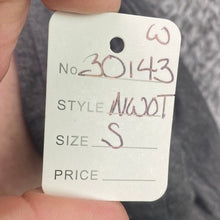 W
No. 30143
STYLE NWOT
SIZE S
PRICE